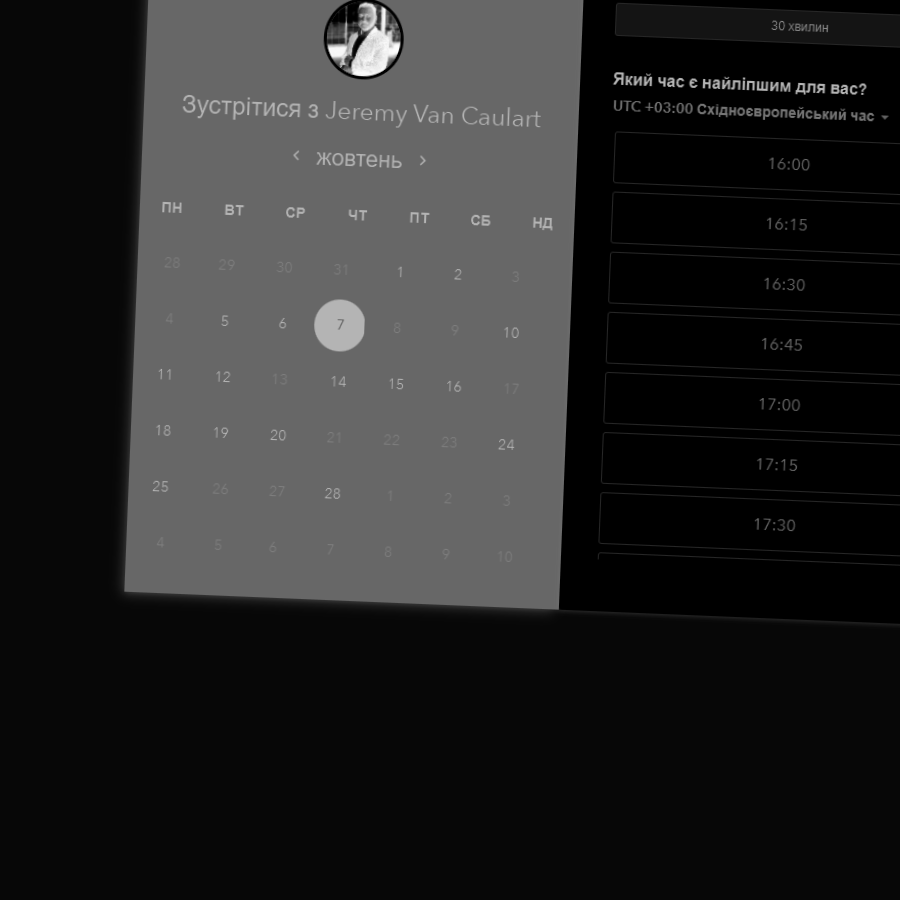 Зустрітися з Jeremy Van Caulart
жовтень
ПН ВТ СР ЧТ ПТ СБ НД
28 29 30 31 1 2 3
4 5 6 7 8 9 10
11 12 13 14 15 16 17
18 19 20 21 22 23 24
25 26 27 28 1 2 3
4 5 6 7 8 9 10
30 хвилин
Який час є найліпшим для вас?
UTC +03:00 Східноєвропейський час
16:00
16:15
16:30
16:45
17:00
17:15
17:30